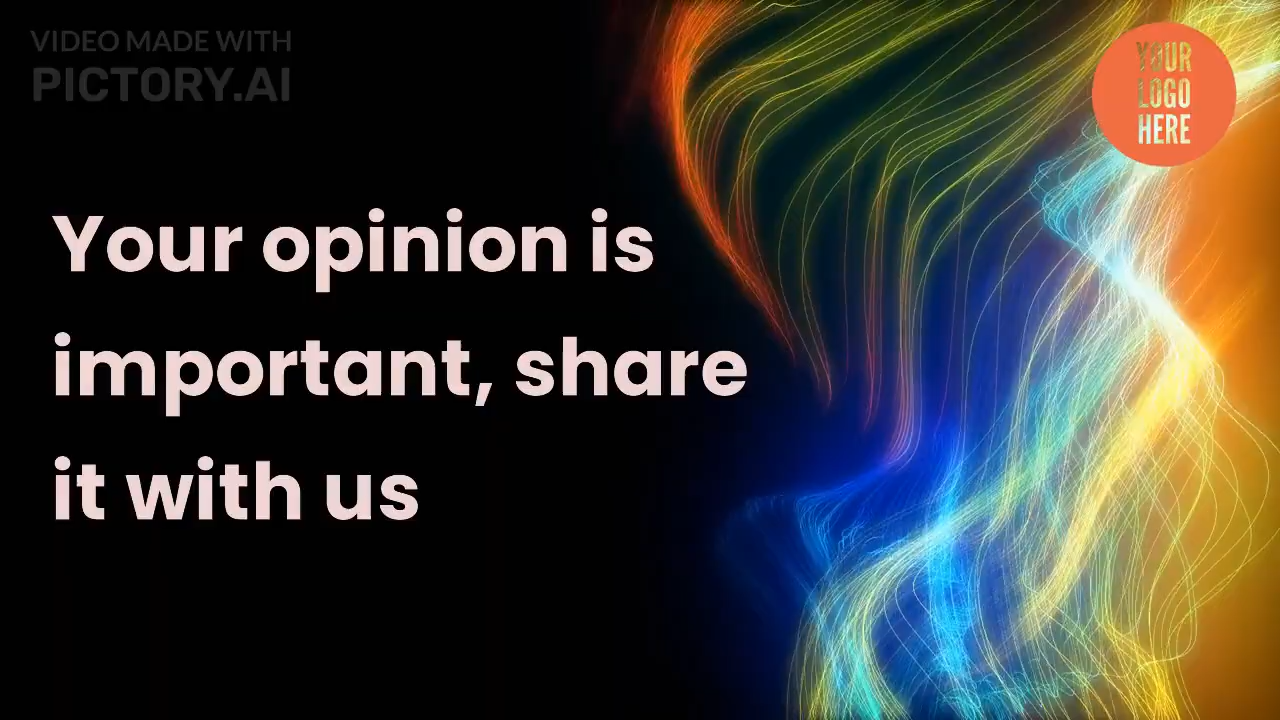 VIDEO MADE WITH
PICTORY.AI
YOUR
LOGO
HERE
Your opinion is
important, share
it with us